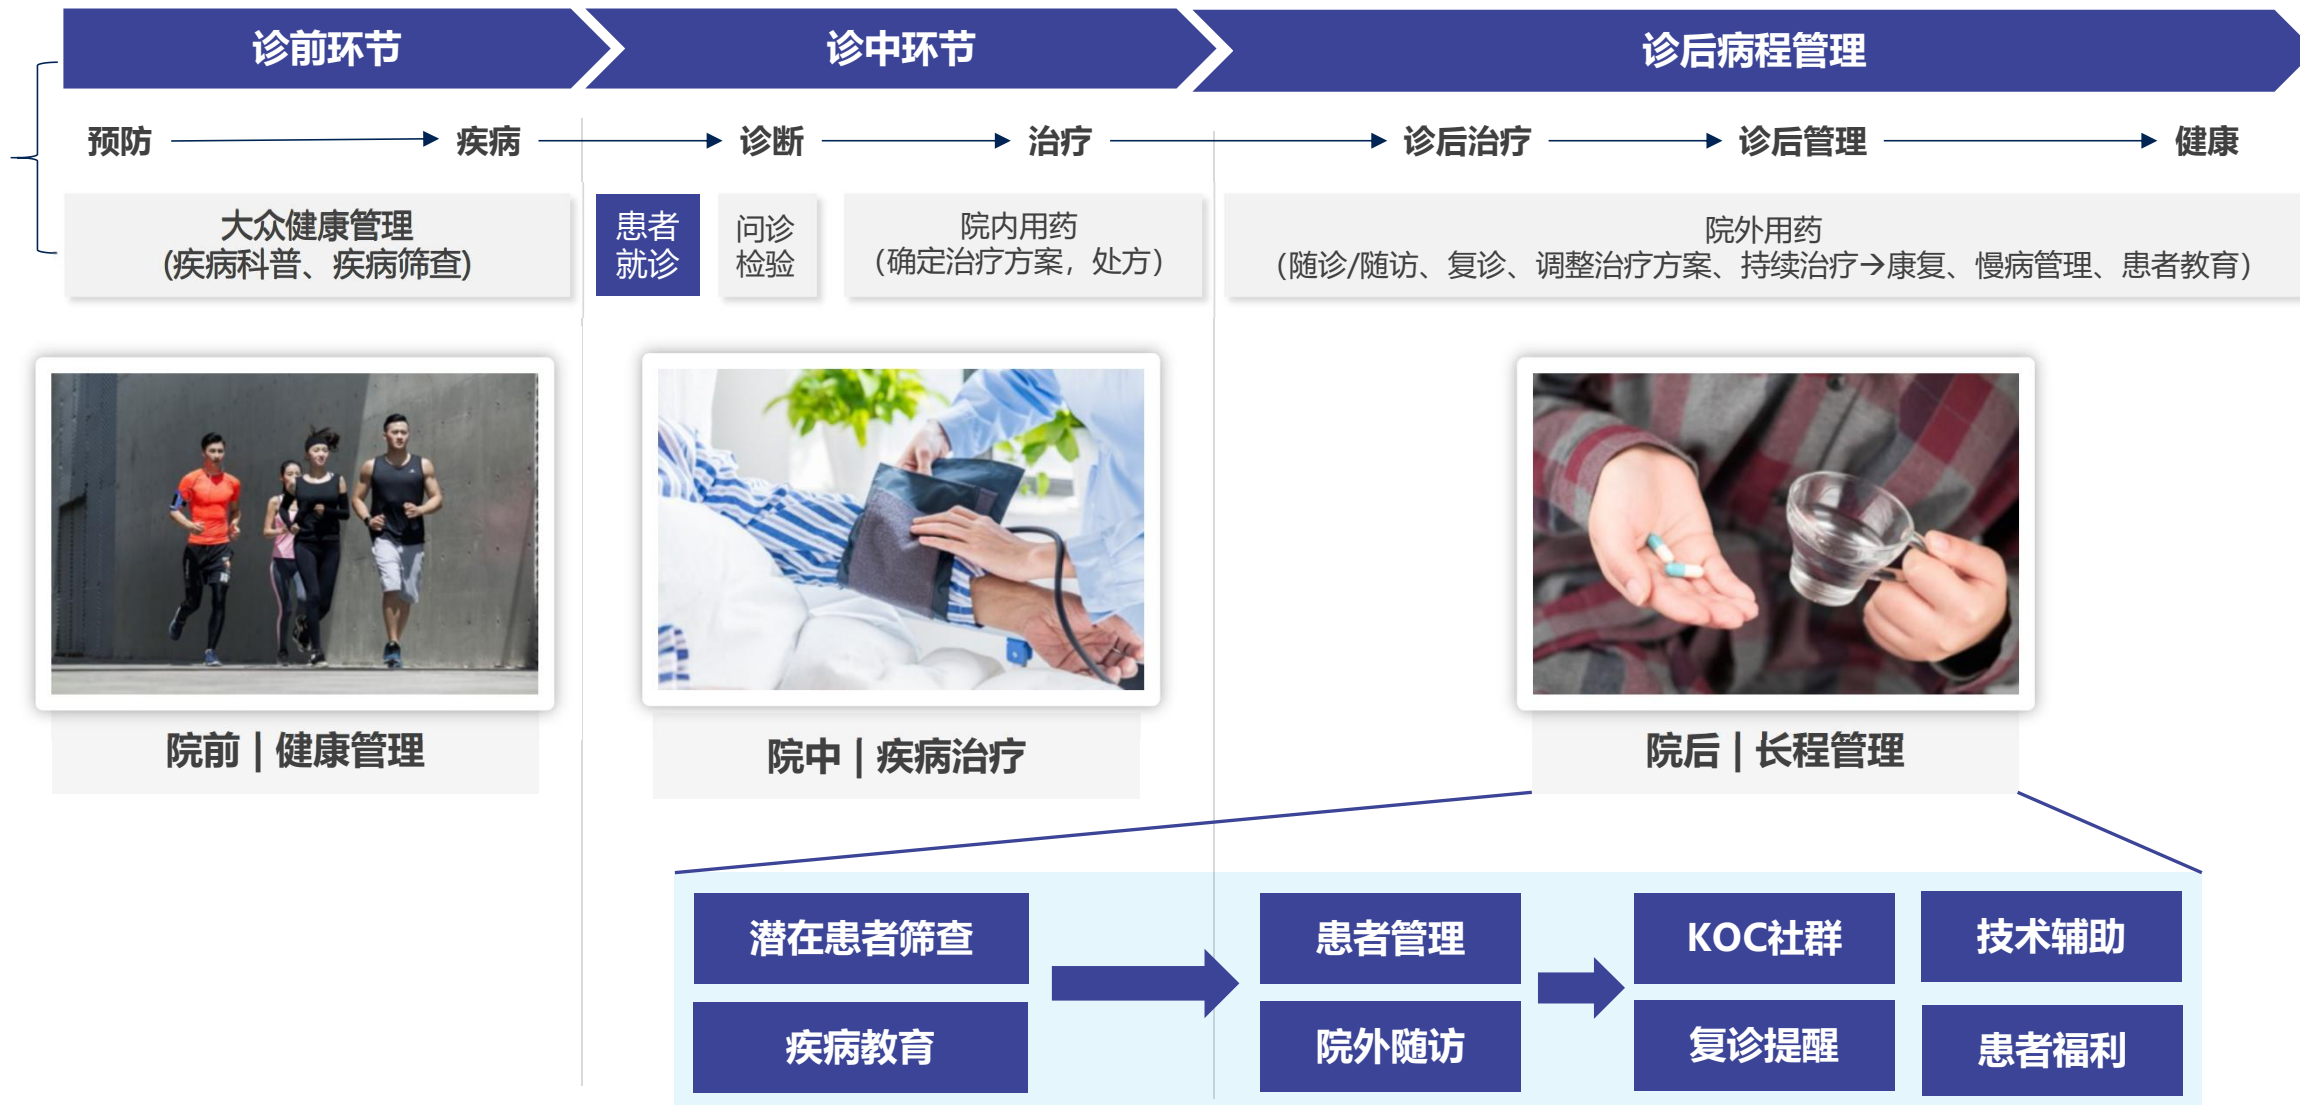 诊前环节
诊中环节
诊后病程管理
预防
疾病
诊断
治疗
诊后治疗
诊后管理
健康
大众健康管理
(疾病科普、疾病筛查)
患者
就诊
问诊
检验
院内用药
（确定治疗方案，处方）
院外用药
（随诊/随访、复诊、调整治疗方案、持续治疗→康复、慢病管理、患者教育）
院前 | 健康管理
院中 | 疾病治疗
院后 | 长程管理
潜在患者筛查
患者管理
KOC社群
技术辅助
疾病教育
院外随访
复诊提醒
患者福利